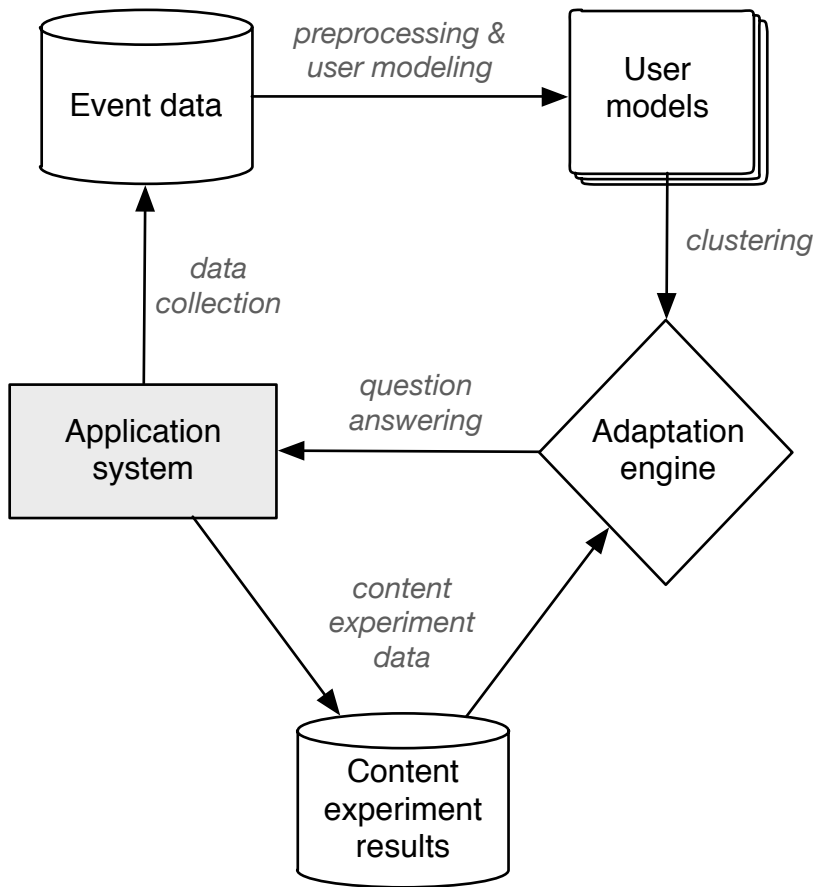 preprocessing &
user modeling
Event data
User
models
clustering
data
collection
question
answering
Application
system
Adaptation
engine
content
experiment
data
Content
experiment
results